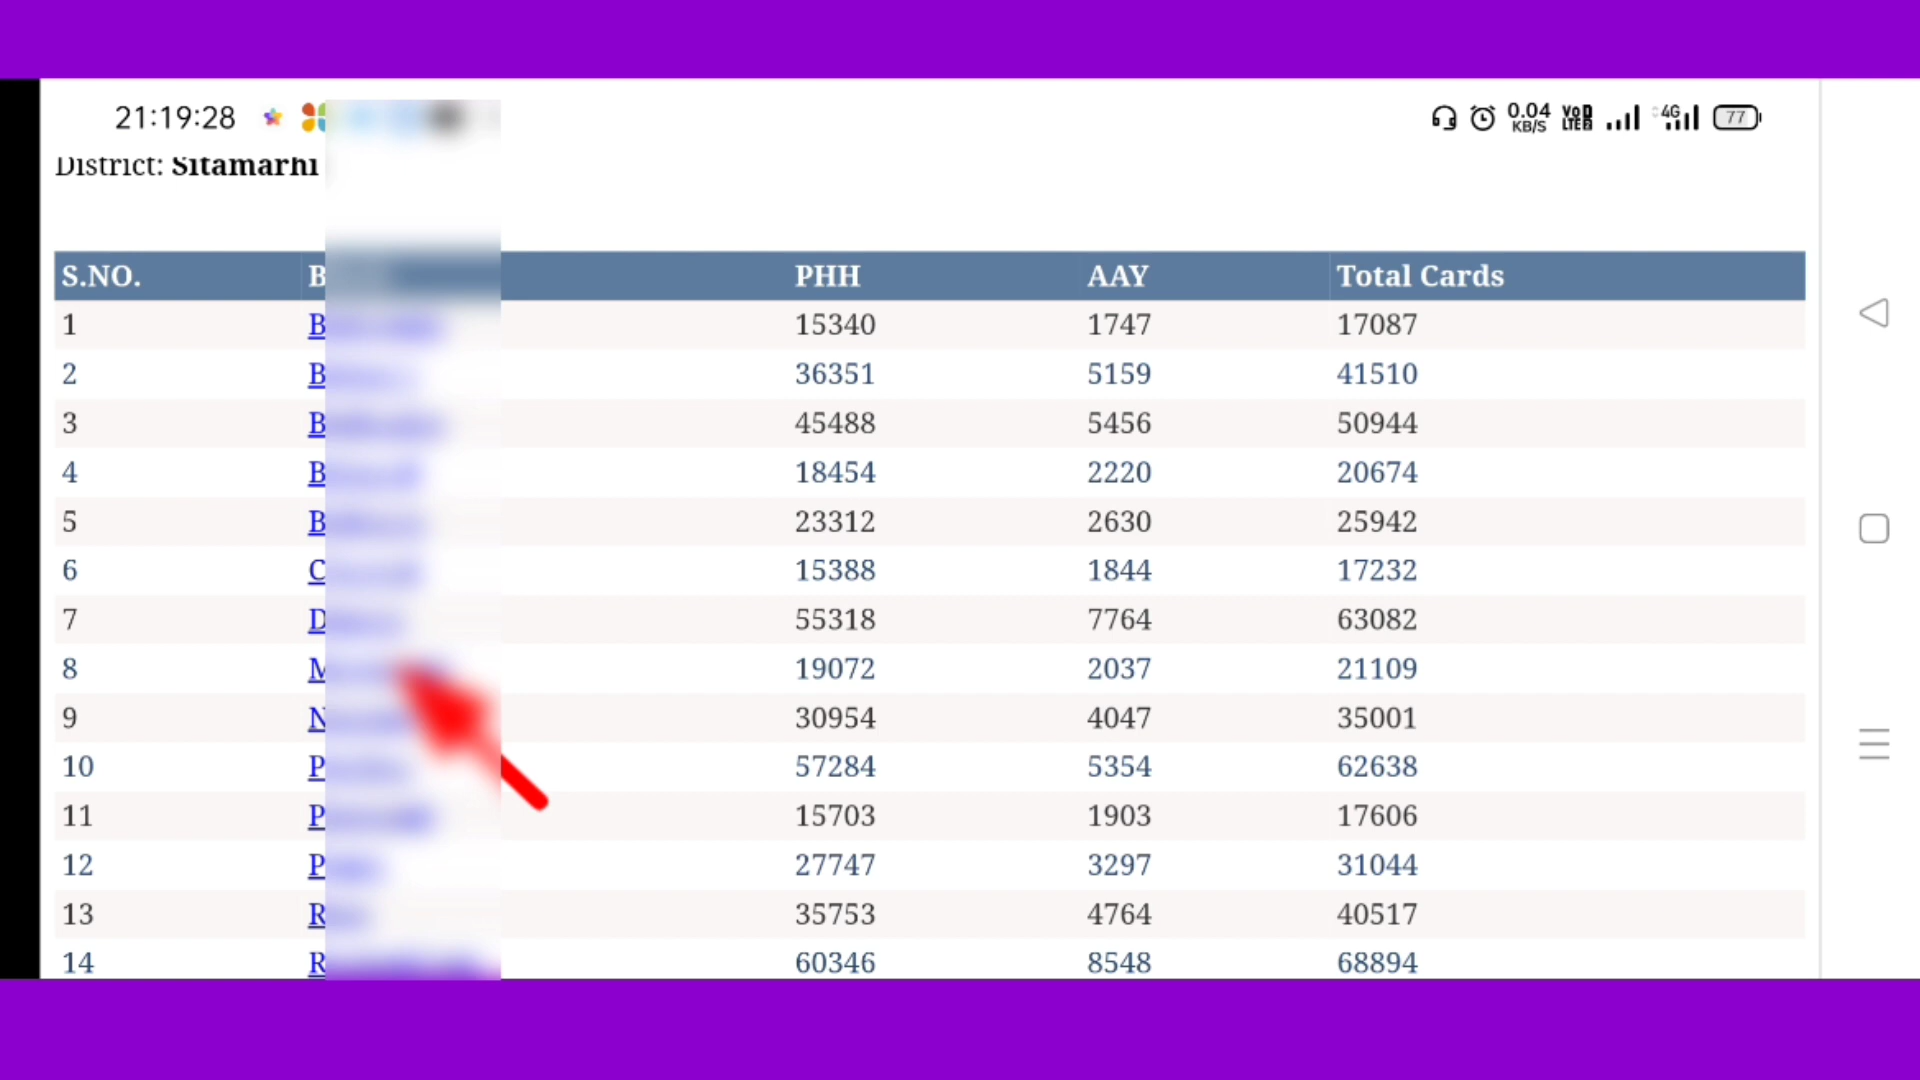 21:19:28 0.04 KB/S VoD LTE2 4G 77
District: Sitamarhi
S.NO. PHH AAY Total Cards
1 15340 1747 17087
2 36351 5159 41510
3 45488 5456 50944
4 18454 2220 20674
5 23312 2630 25942
6 15388 1844 17232
7 55318 7764 63082
8 19072 2037 21109
9 30954 4047 35001
10 57284 5354 62638
11 15703 1903 17606
12 27747 3297 31044
13 35753 4764 40517
14 60346 8548 68894